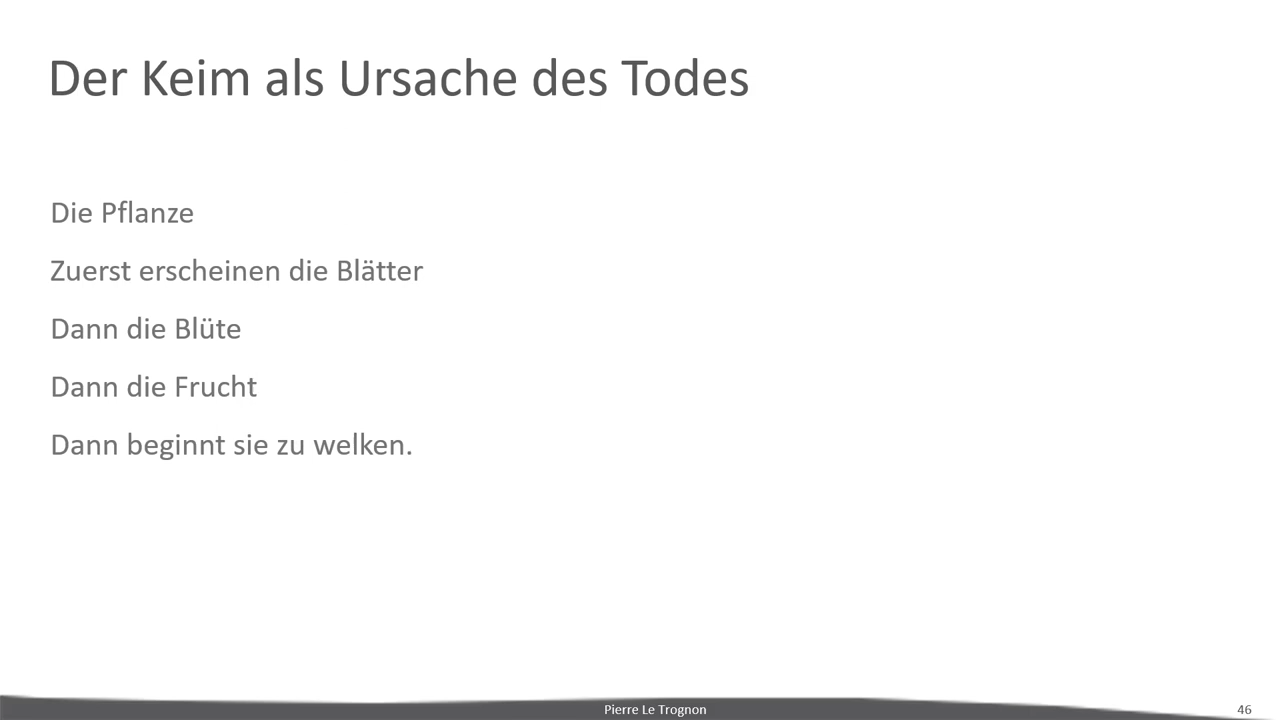 Der Keim als Ursache des Todes
Die Pflanze
Zuerst erscheinen die Blätter
Dann die Blüte
Dann die Frucht
Dann beginnt sie zu welken.
Pierre Le Trognon
46